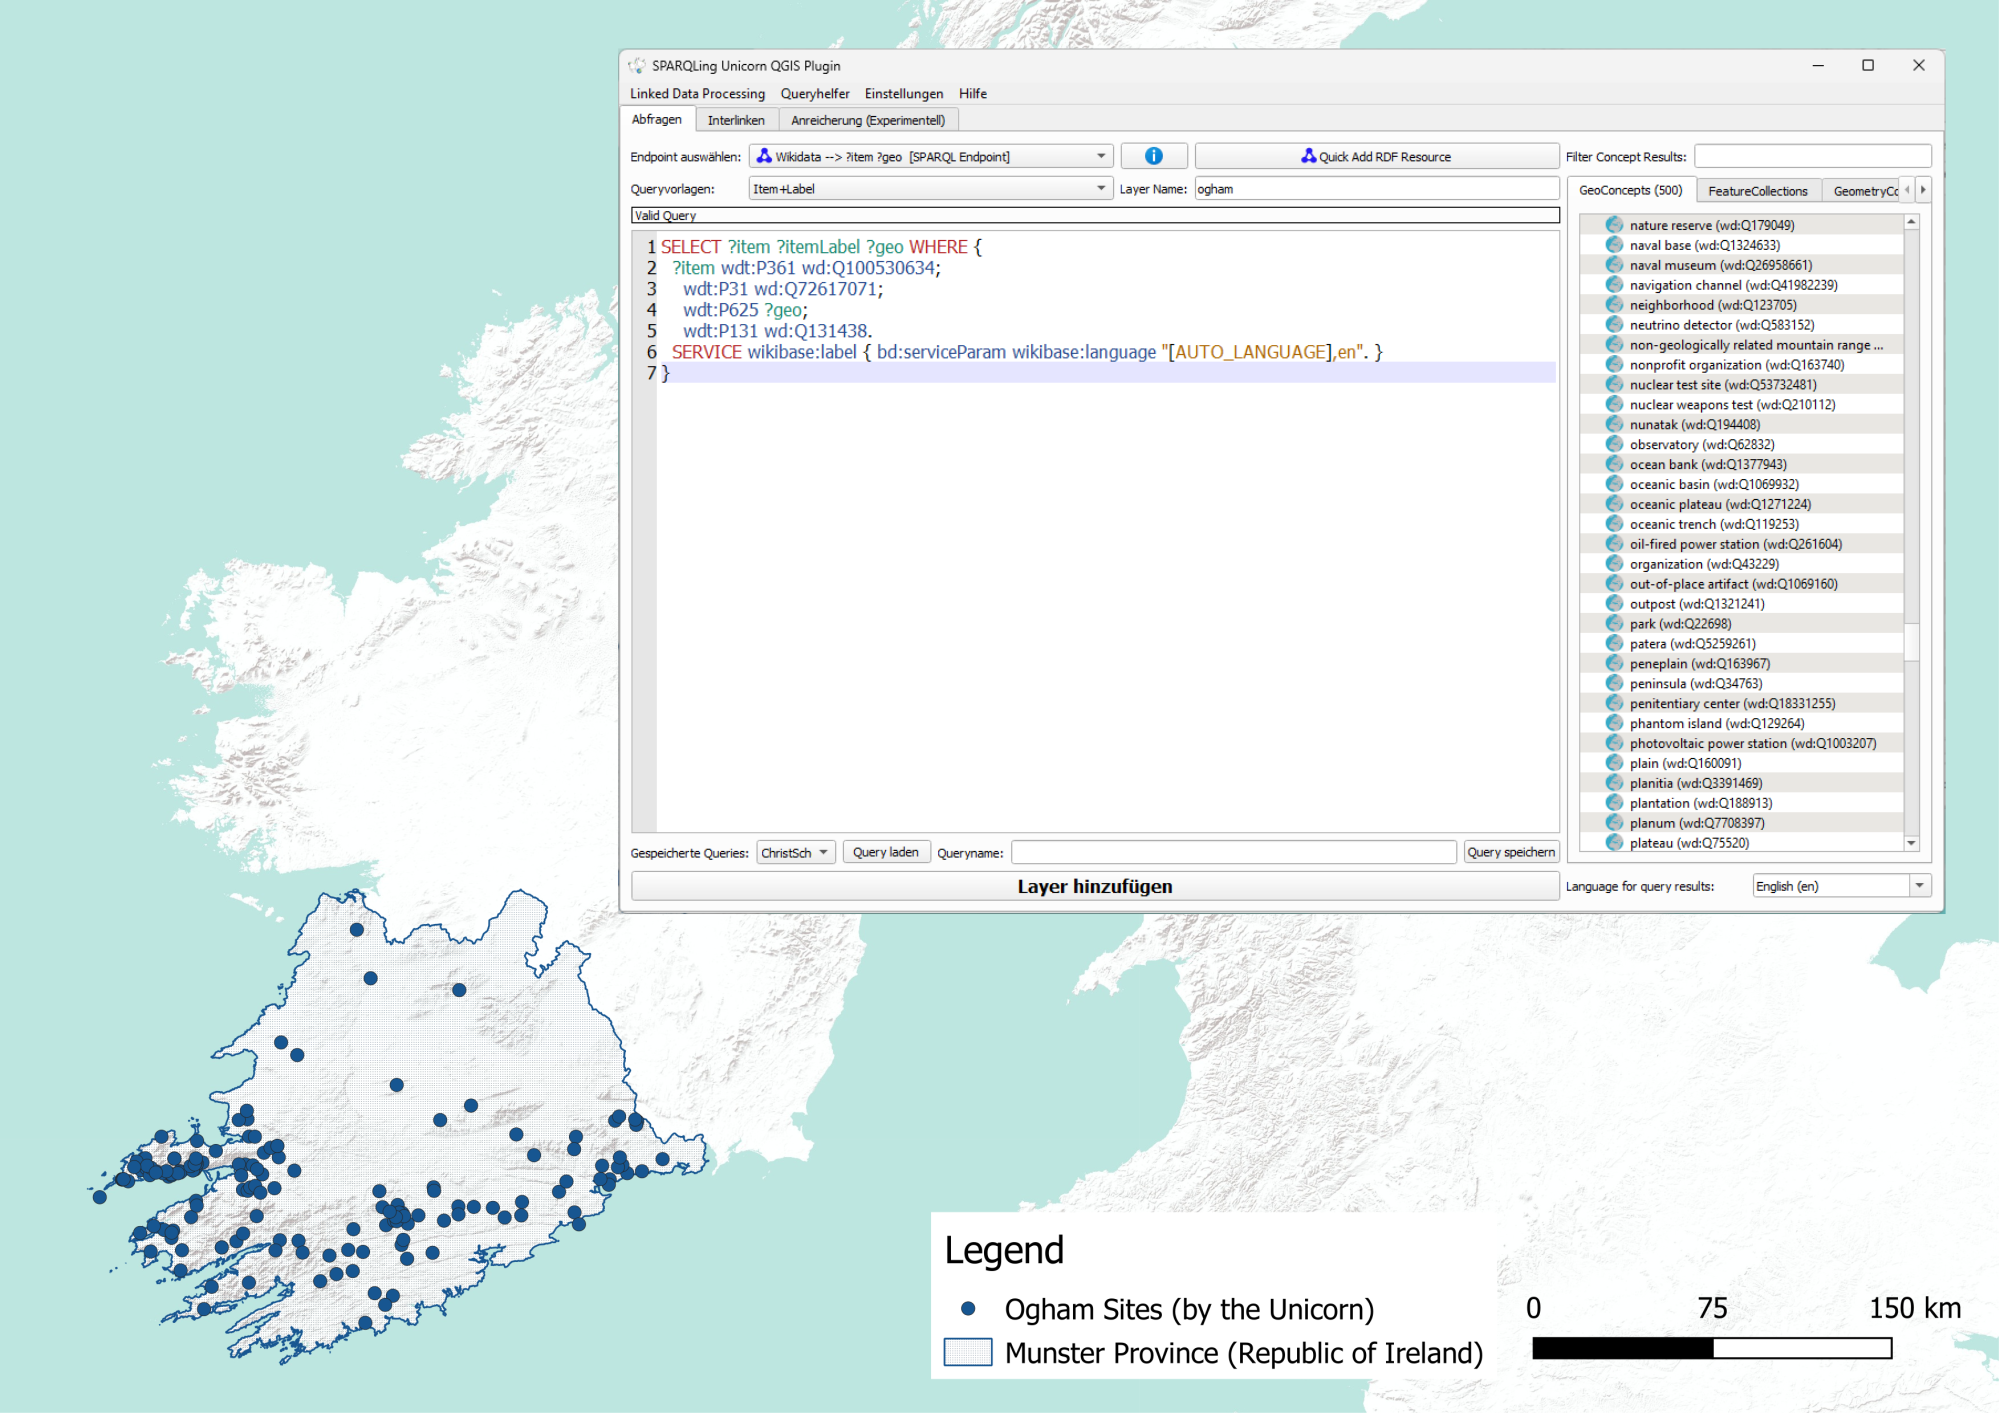 SPARQLing Unicorn QGIS Plugin
Linked Data Processing Queryhelfer Einstellungen Hilfe
Abfragen Interlinken Anreicherung (Experimentell)
Endpoint auswählen: Wikidata --> ?item ?geo [SPARQL Endpoint] Quick Add RDF Resource
Queryvorlagen: Item+Label Layer Name: ogham
Valid Query
1 SELECT ?item ?itemLabel ?geo WHERE {
2 ?item wdt:P361 wd:Q100530634;
3 wdt:P31 wd:Q72617071;
4 wdt:P625 ?geo;
5 wdt:P131 wd:Q131438.
6 SERVICE wikibase:label { bd:serviceParam wikibase:language "[AUTO_LANGUAGE],en". }
7 }
Gespeicherte Queries: ChristSch Query laden Queryname: Query speichern
Layer hinzufügen
Filter Concept Results:
GeoConcepts (500) FeatureCollections GeometryCo
nature reserve (wd:Q179049)
naval base (wd:Q1324633)
naval museum (wd:Q26958661)
navigation channel (wd:Q41982239)
neighborhood (wd:Q123705)
neutrino detector (wd:Q583152)
non-geologically related mountain range ...
nonprofit organization (wd:Q163740)
nuclear test site (wd:Q53732481)
nuclear weapons test (wd:Q210112)
nunatak (wd:Q194408)
observatory (wd:Q62832)
ocean bank (wd:Q1377943)
oceanic basin (wd:Q1069932)
oceanic plateau (wd:Q1271224)
oceanic trench (wd:Q119253)
oil-fired power station (wd:Q261604)
organization (wd:Q43229)
out-of-place artifact (wd:Q1069160)
outpost (wd:Q1321241)
park (wd:Q22698)
patera (wd:Q5259261)
peneplain (wd:Q163967)
peninsula (wd:Q34763)
penitentiary center (wd:Q18331255)
phantom island (wd:Q129264)
photovoltaic power station (wd:Q1003207)
plain (wd:Q160091)
planitia (wd:Q3391469)
plantation (wd:Q188913)
planum (wd:Q7708397)
plateau (wd:Q75520)
Language for query results: English (en)
Legend
Ogham Sites (by the Unicorn)
Munster Province (Republic of Ireland)
0 75 150 km